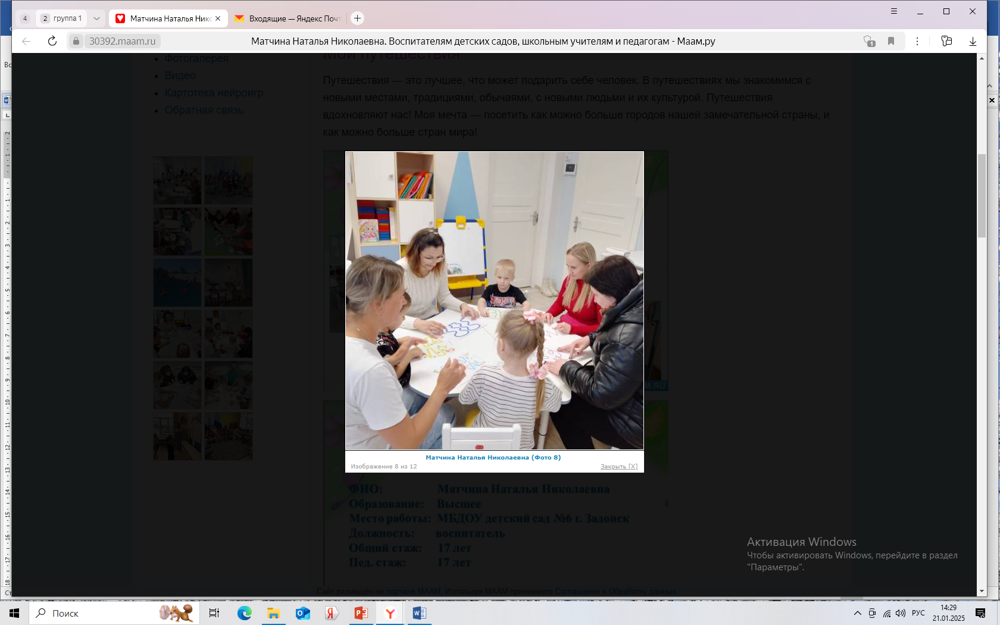 4
2 группа 1
Матчина Наталья Нико
Входящие — Яндекс Почт
30392.maam.ru
Матчина Наталья Николаевна. Воспитателям детских садов, школьным учителям и педагогам - Маам.ру
1
Мои путешествия
Фотогалерея
Видео
Картотека нейроигр
Обратная связь
Путешествия — это лучшее, что может подарить себе человек. В путешествиях мы знакомимся с
новыми местами, традициями, обычаями, с новыми людьми и их культурой. Путешествия
вдохновляют нас! Моя мечта — посетить как можно больше городов нашей замечательной страны, и
как можно больше стран мира!
M.RU
Матчина Наталья Николаевна (Фото 8)
Изображение 8 из 12
Закрыть [X]
ФИО: Матчина Наталья Николаевна
Образование: Высшее
Место работы: МБДОУ детский сад №6 г. Задонск
Должность: воспитатель
Общий стаж: 17 лет
Пед. стаж: 17 лет
Активация Windows
Чтобы активировать Windows, перейдите в раздел
"Параметры".
Сайт размещён на портале МААМ. Используя МААМ принимаете Соглашение и Обработку данных
Поиск
РУС
14:29
21.01.2025